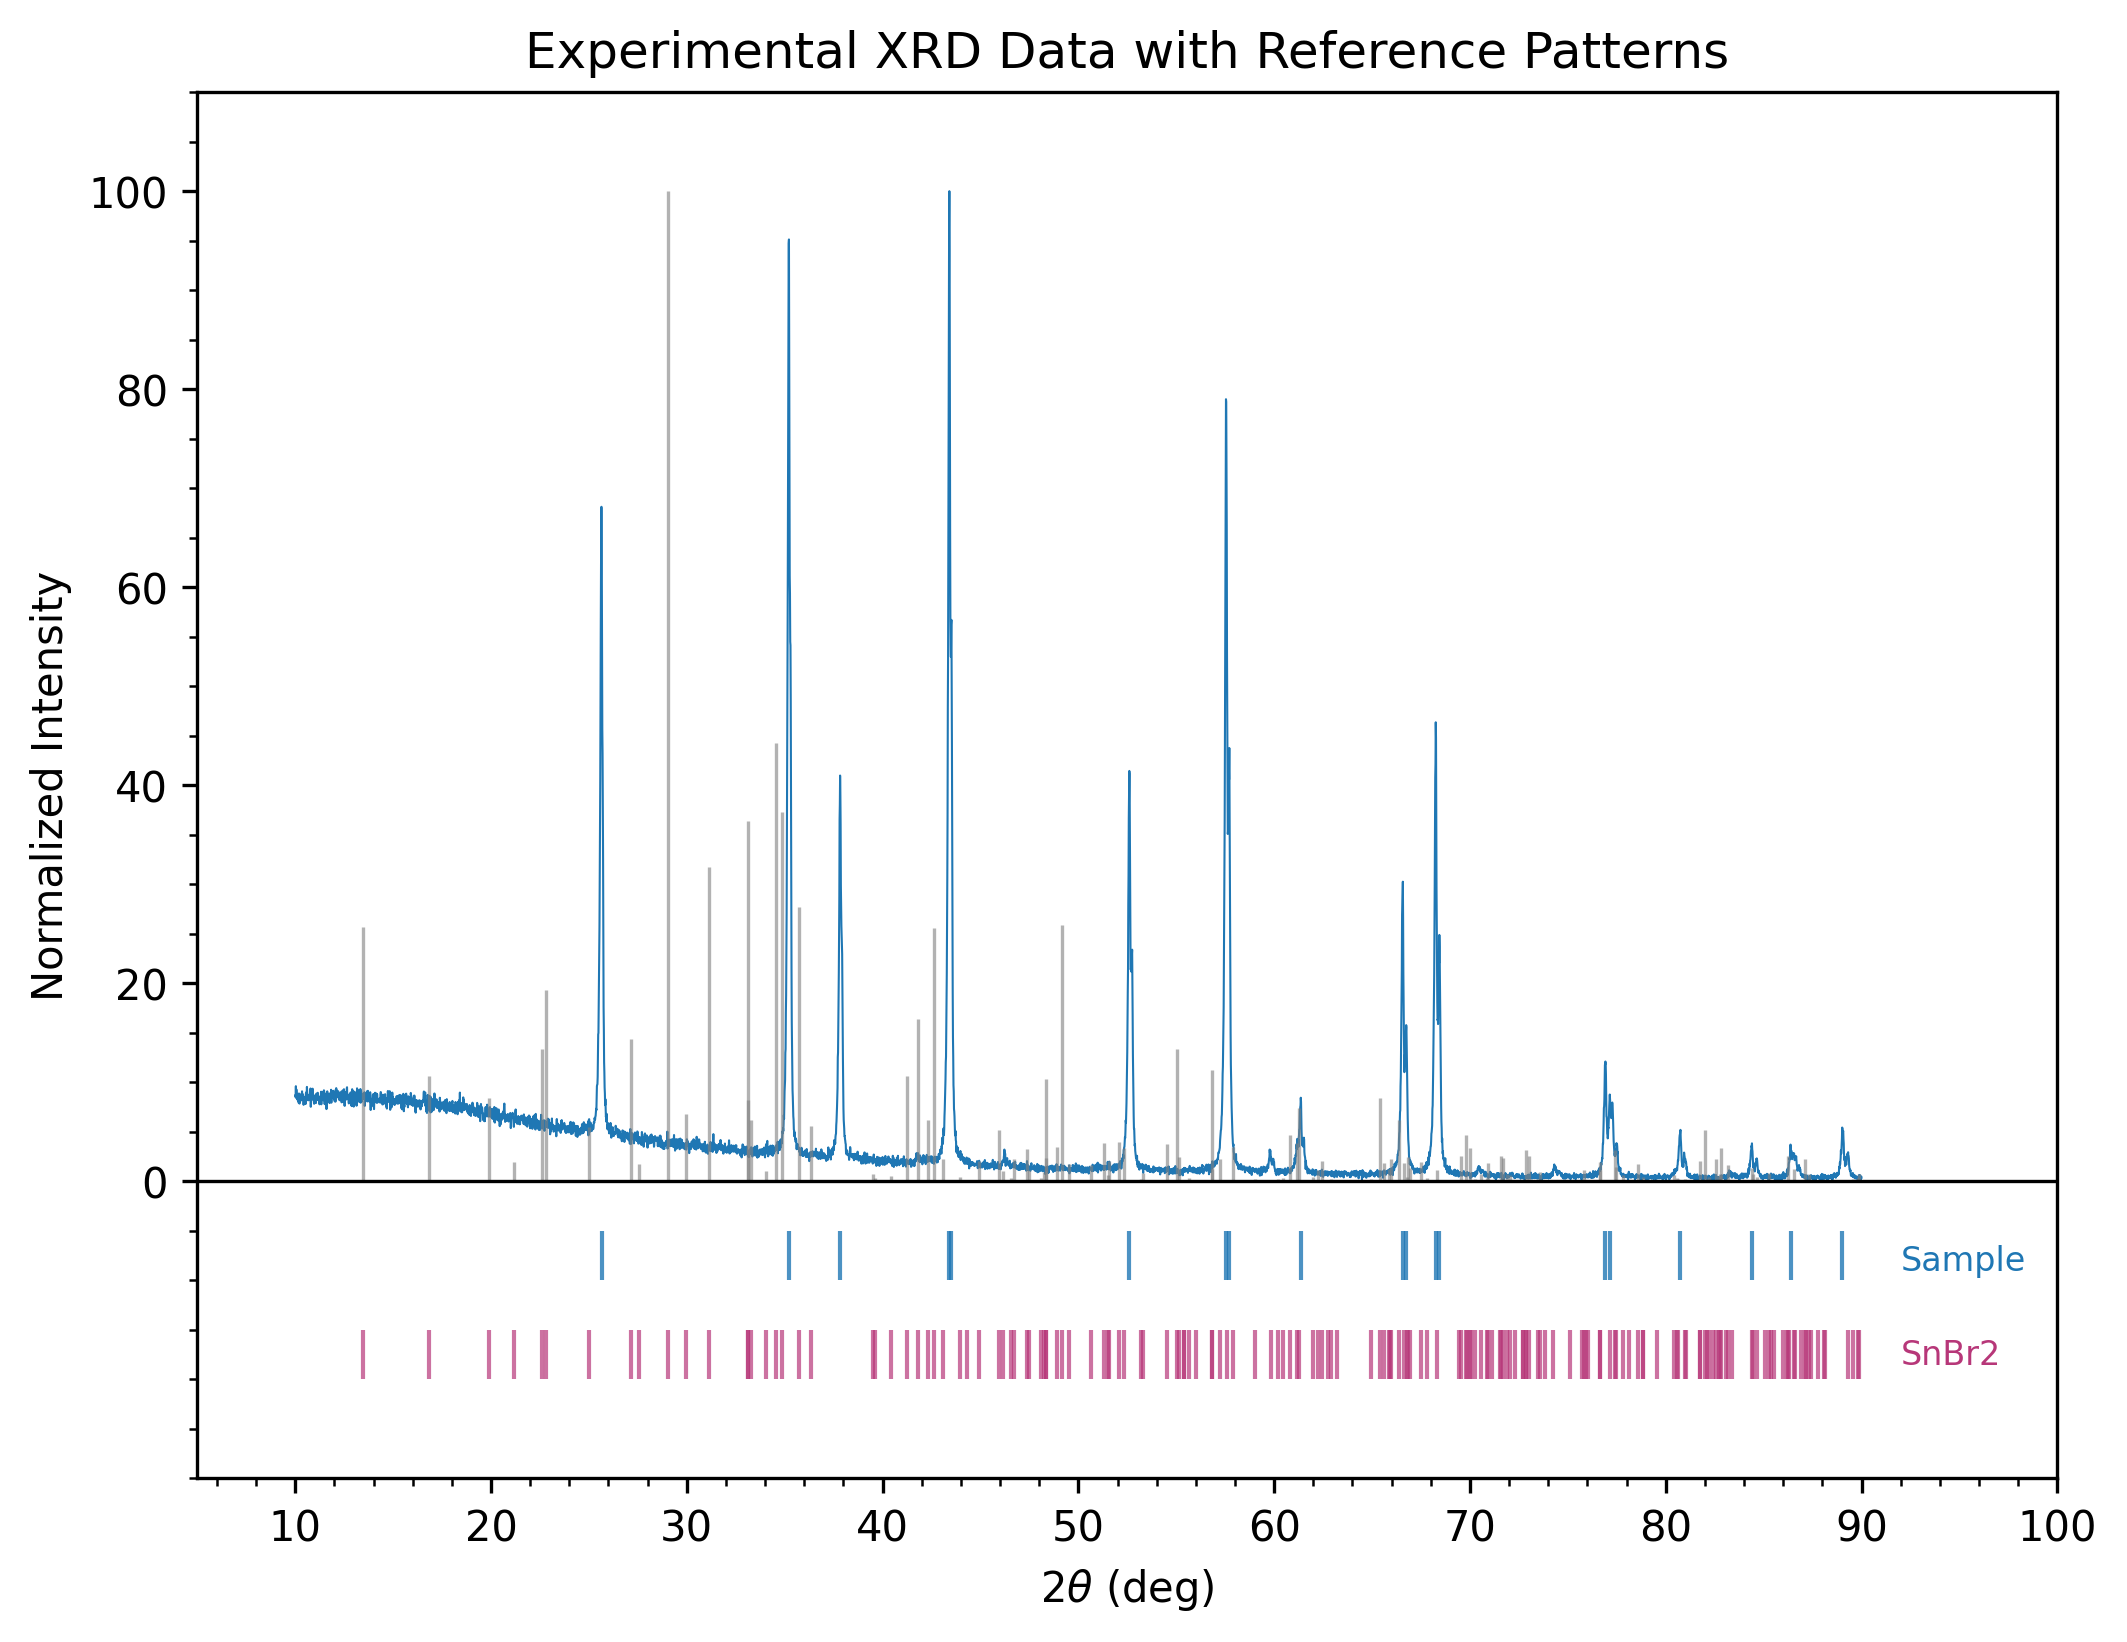 Experimental XRD Data with Reference Patterns
Normalized Intensity
100
80
60
40
20
0
Sample
SnBr2
10 20 30 40 50 60 70 80 90 100
2θ (deg)